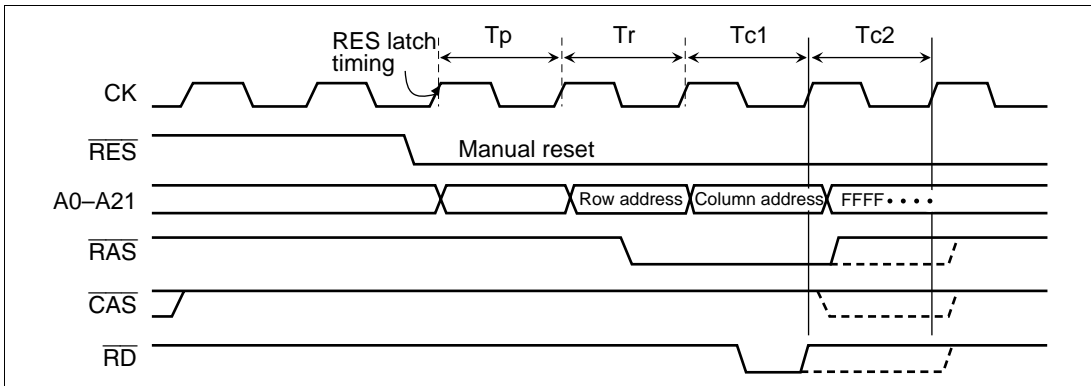 RES latch
timing
Tp
Tr
Tc1
Tc2
CK
RES
Manual reset
A0–A21
Row address
Column address
FFFF• • • •
RAS
CAS
RD